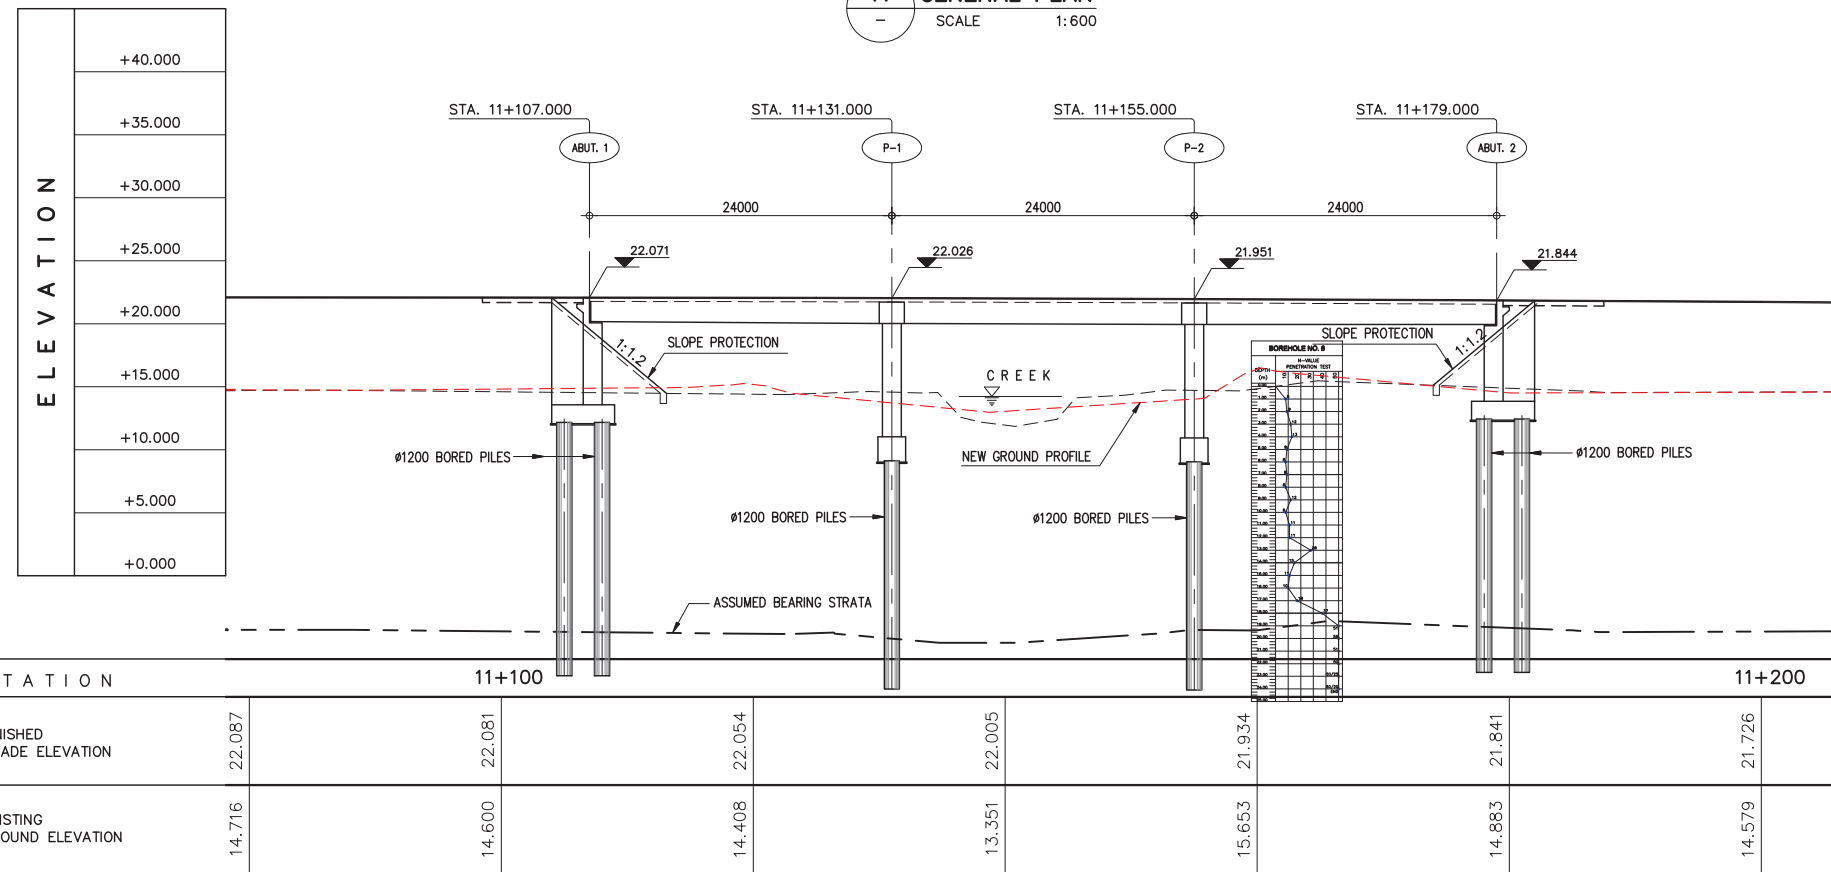 SCALE 1:600
ELEVATION
+40.000
+35.000
+30.000
+25.000
+20.000
+15.000
+10.000
+5.000
+0.000
STA. 11+107.000
STA. 11+131.000
STA. 11+155.000
STA. 11+179.000
ABUT. 1
P-1
P-2
ABUT. 2
24000
24000
24000
22.071
22.026
21.951
21.844
1:1.2
SLOPE PROTECTION
SLOPE PROTECTION
1:1.2
CREEK
BOREHOLE NO. 8
N-VALUE
PENETRATION TEST
DEPTH
(m)
NEW GROUND PROFILE
ø1200 BORED PILES
ø1200 BORED PILES
ø1200 BORED PILES
ø1200 BORED PILES
ASSUMED BEARING STRATA
TATION
11+100
11+200
NISHED
ADE ELEVATION
22.087
22.081
22.054
22.005
21.934
21.841
21.726
ISTING
OUND ELEVATION
14.716
14.600
14.408
13.351
15.653
14.883
14.579